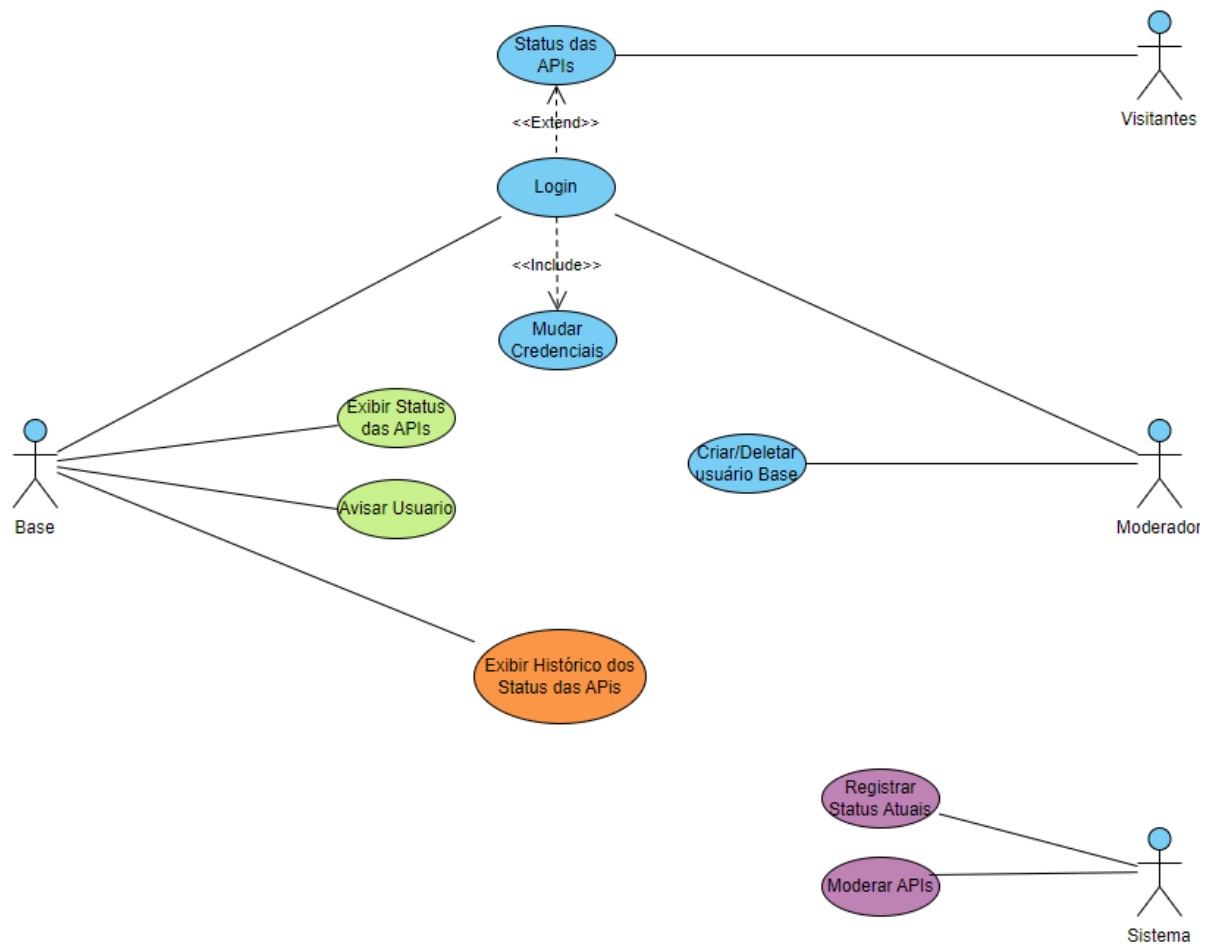 Status das
APIs
Visitantes
<<Extend>>
Login
<<Include>>
Mudar
Credenciais
Exibir Status
das APIs
Criar/Deletar
usuário Base
Avisar Usuario
Base
Moderador
Exibir Histórico dos
Status das APis
Registrar
Status Atuais
Moderar APIs
Sistema